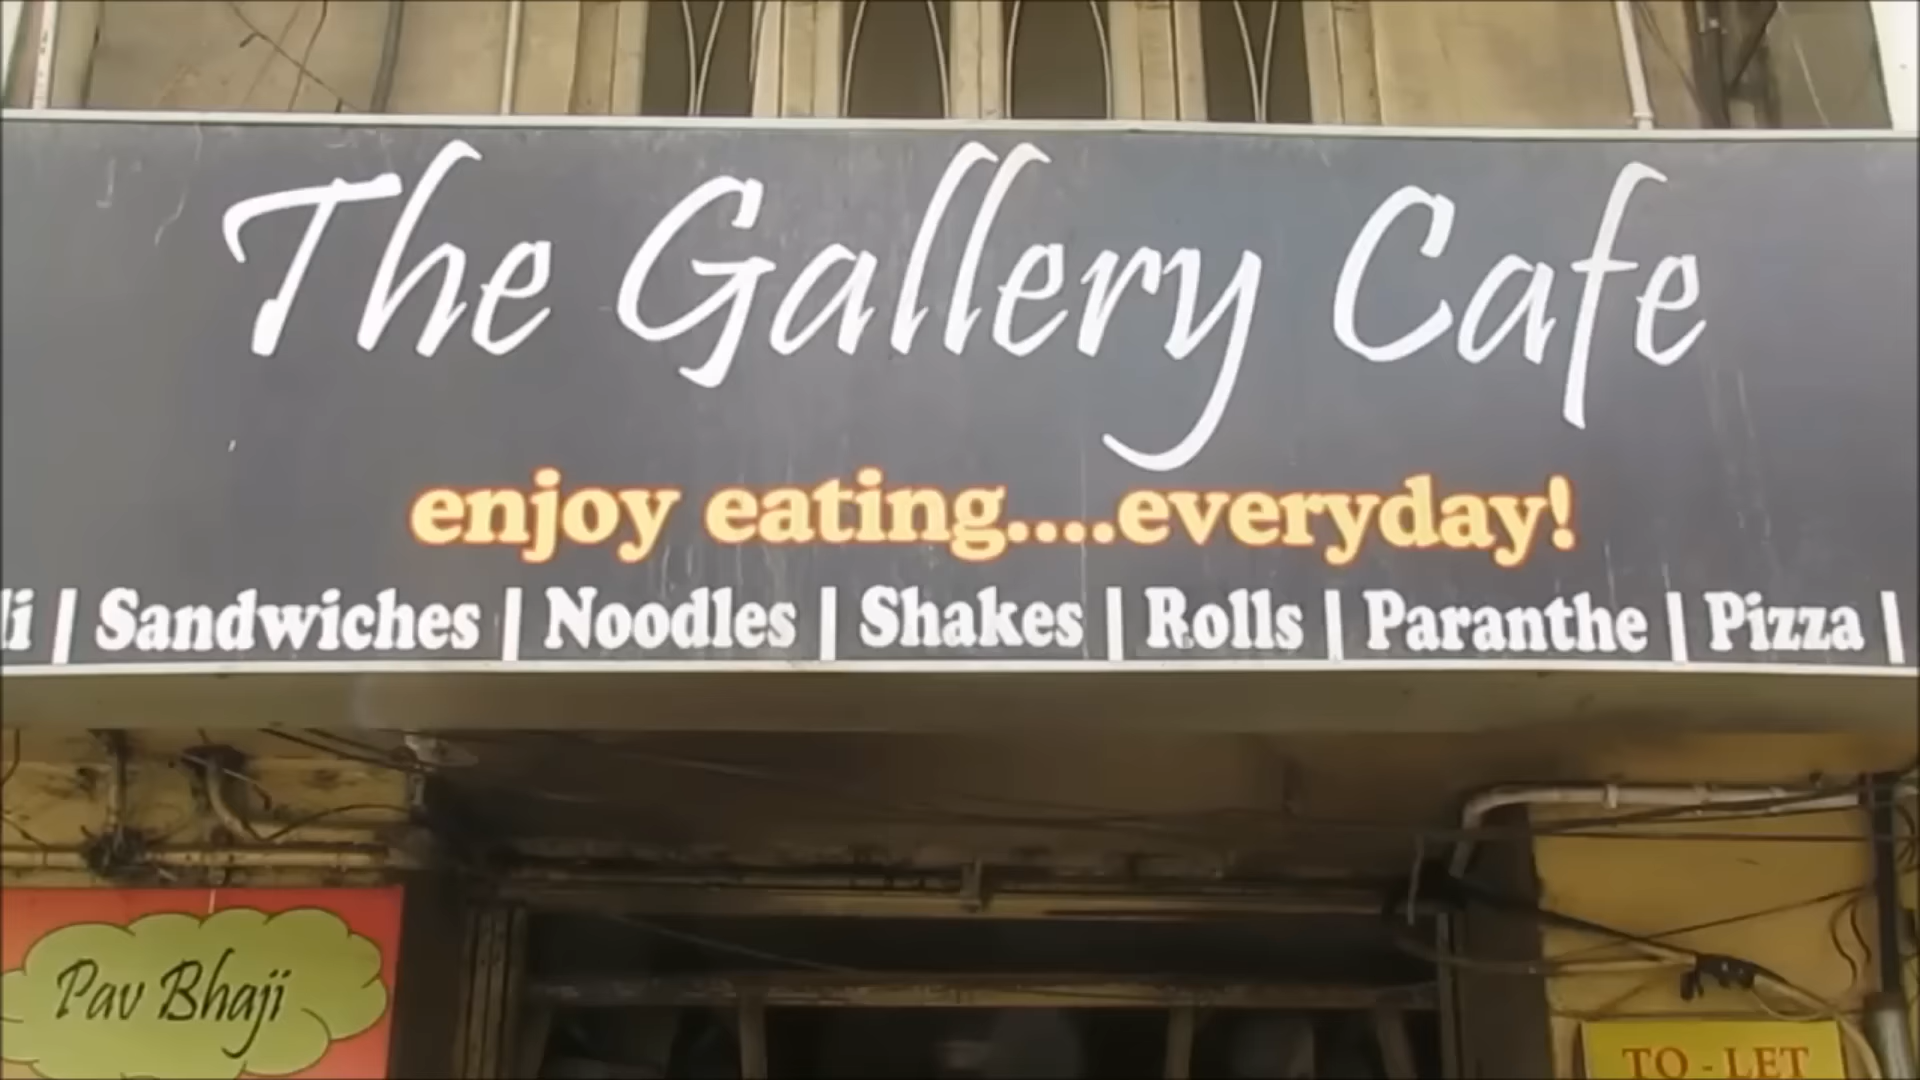 The Gallery Cafe
enjoy eating....everyday!
| Sandwiches | Noodles | Shakes | Rolls | Paranthe | Pizza |
Pav Bhaji
TO - LET